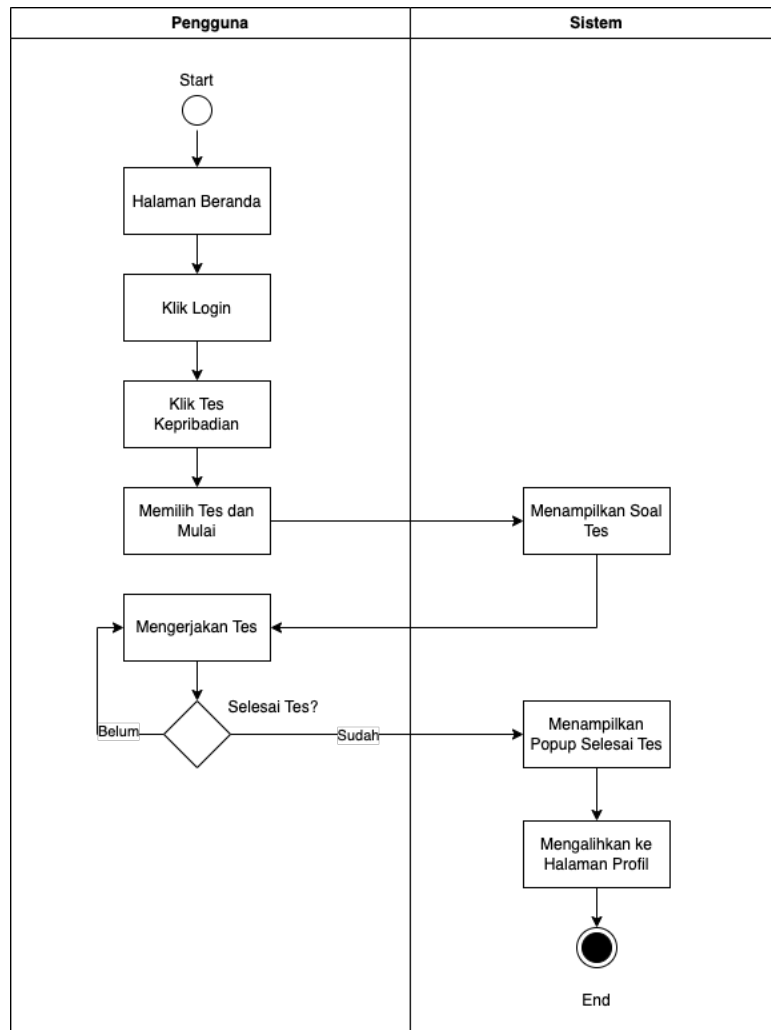 Pengguna
Sistem
Start
Halaman Beranda
Klik Login
Klik Tes
Kepribadian
Memilih Tes dan
Mulai
Menampilkan Soal
Tes
Mengerjakan Tes
Selesai Tes?
Belum
Sudah
Menampilkan
Popup Selesai Tes
Mengalihkan ke
Halaman Profil
End